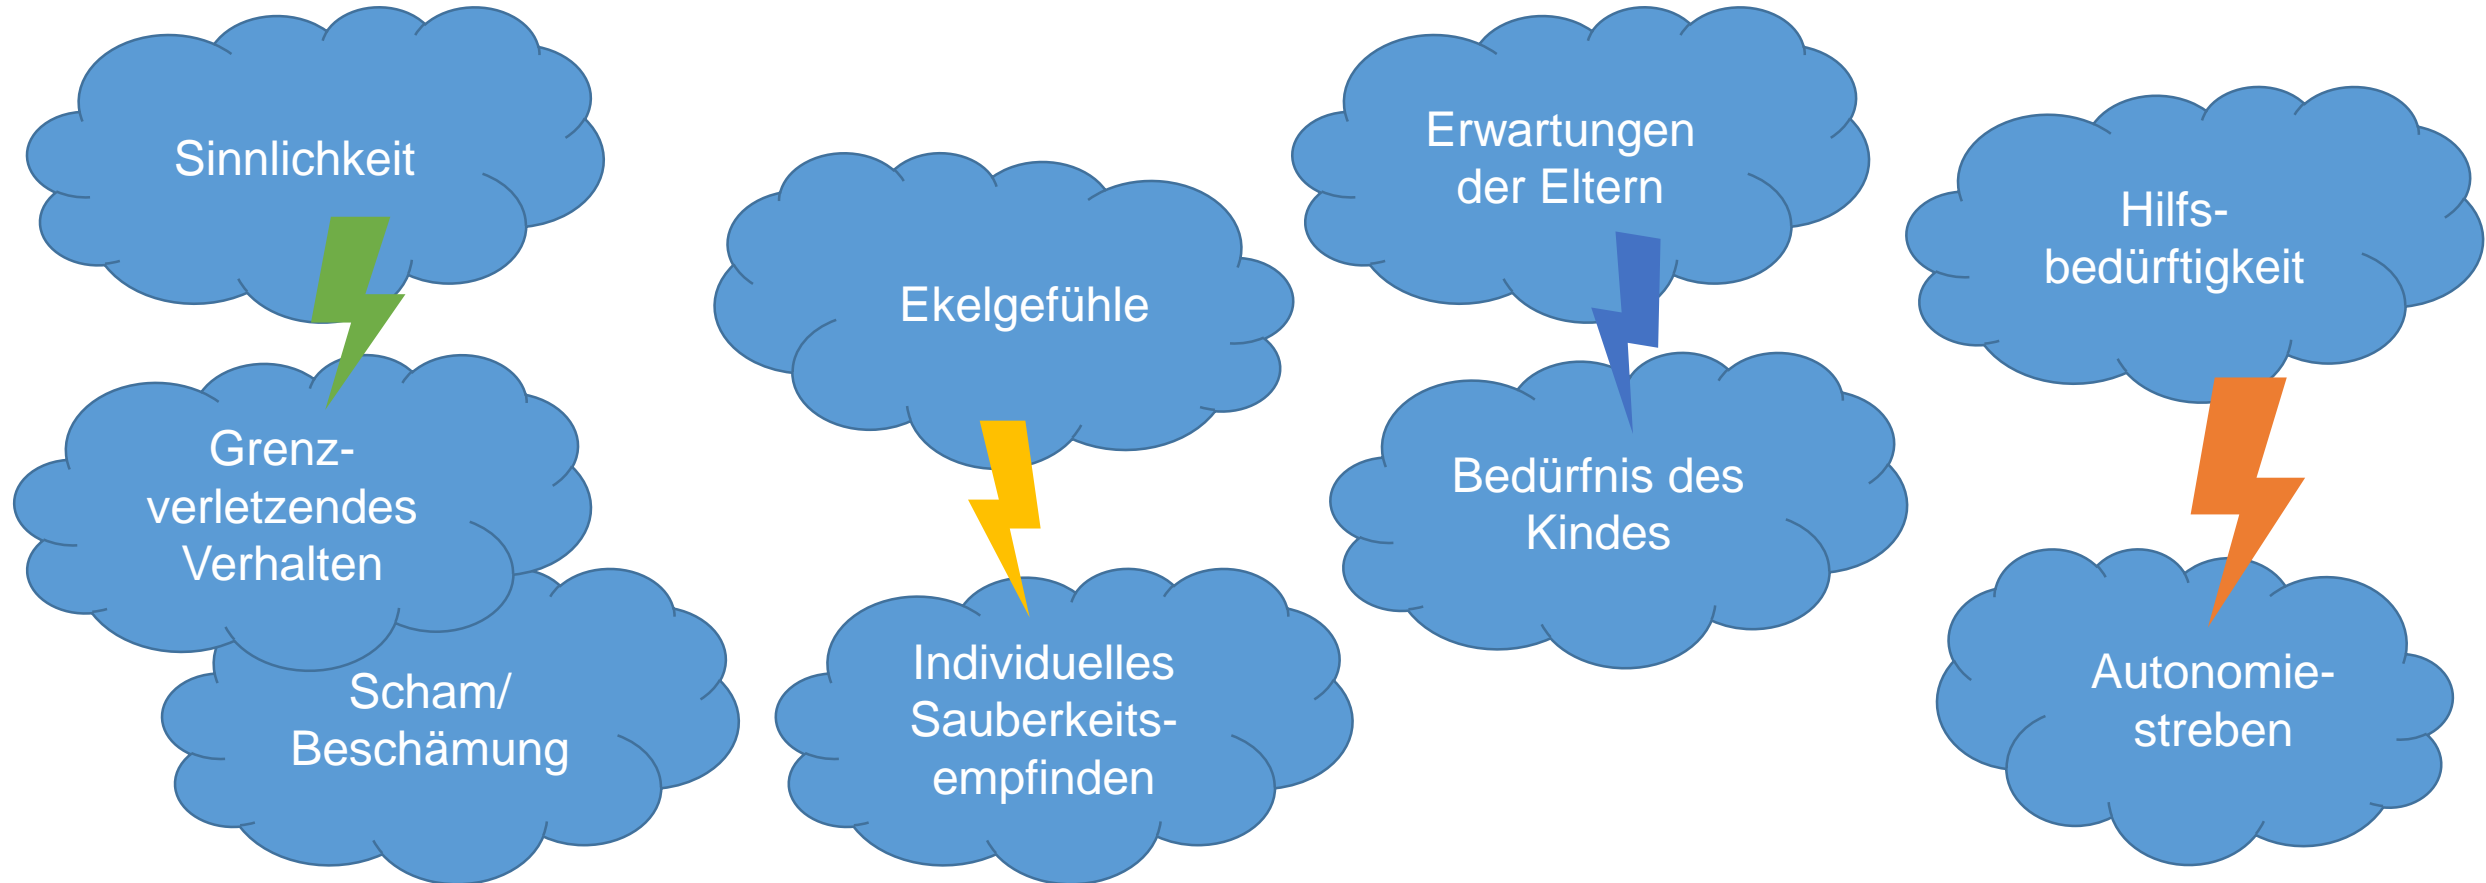 Sinnlichkeit
Grenz-
verletzendes
Verhalten
Scham/
Beschämung
Ekelgefühle
Individuelles
Sauberkeits-
empfinden
Erwartungen
der Eltern
Bedürfnis des
Kindes
Hilfs-
bedürftigkeit
Autonomie-
streben